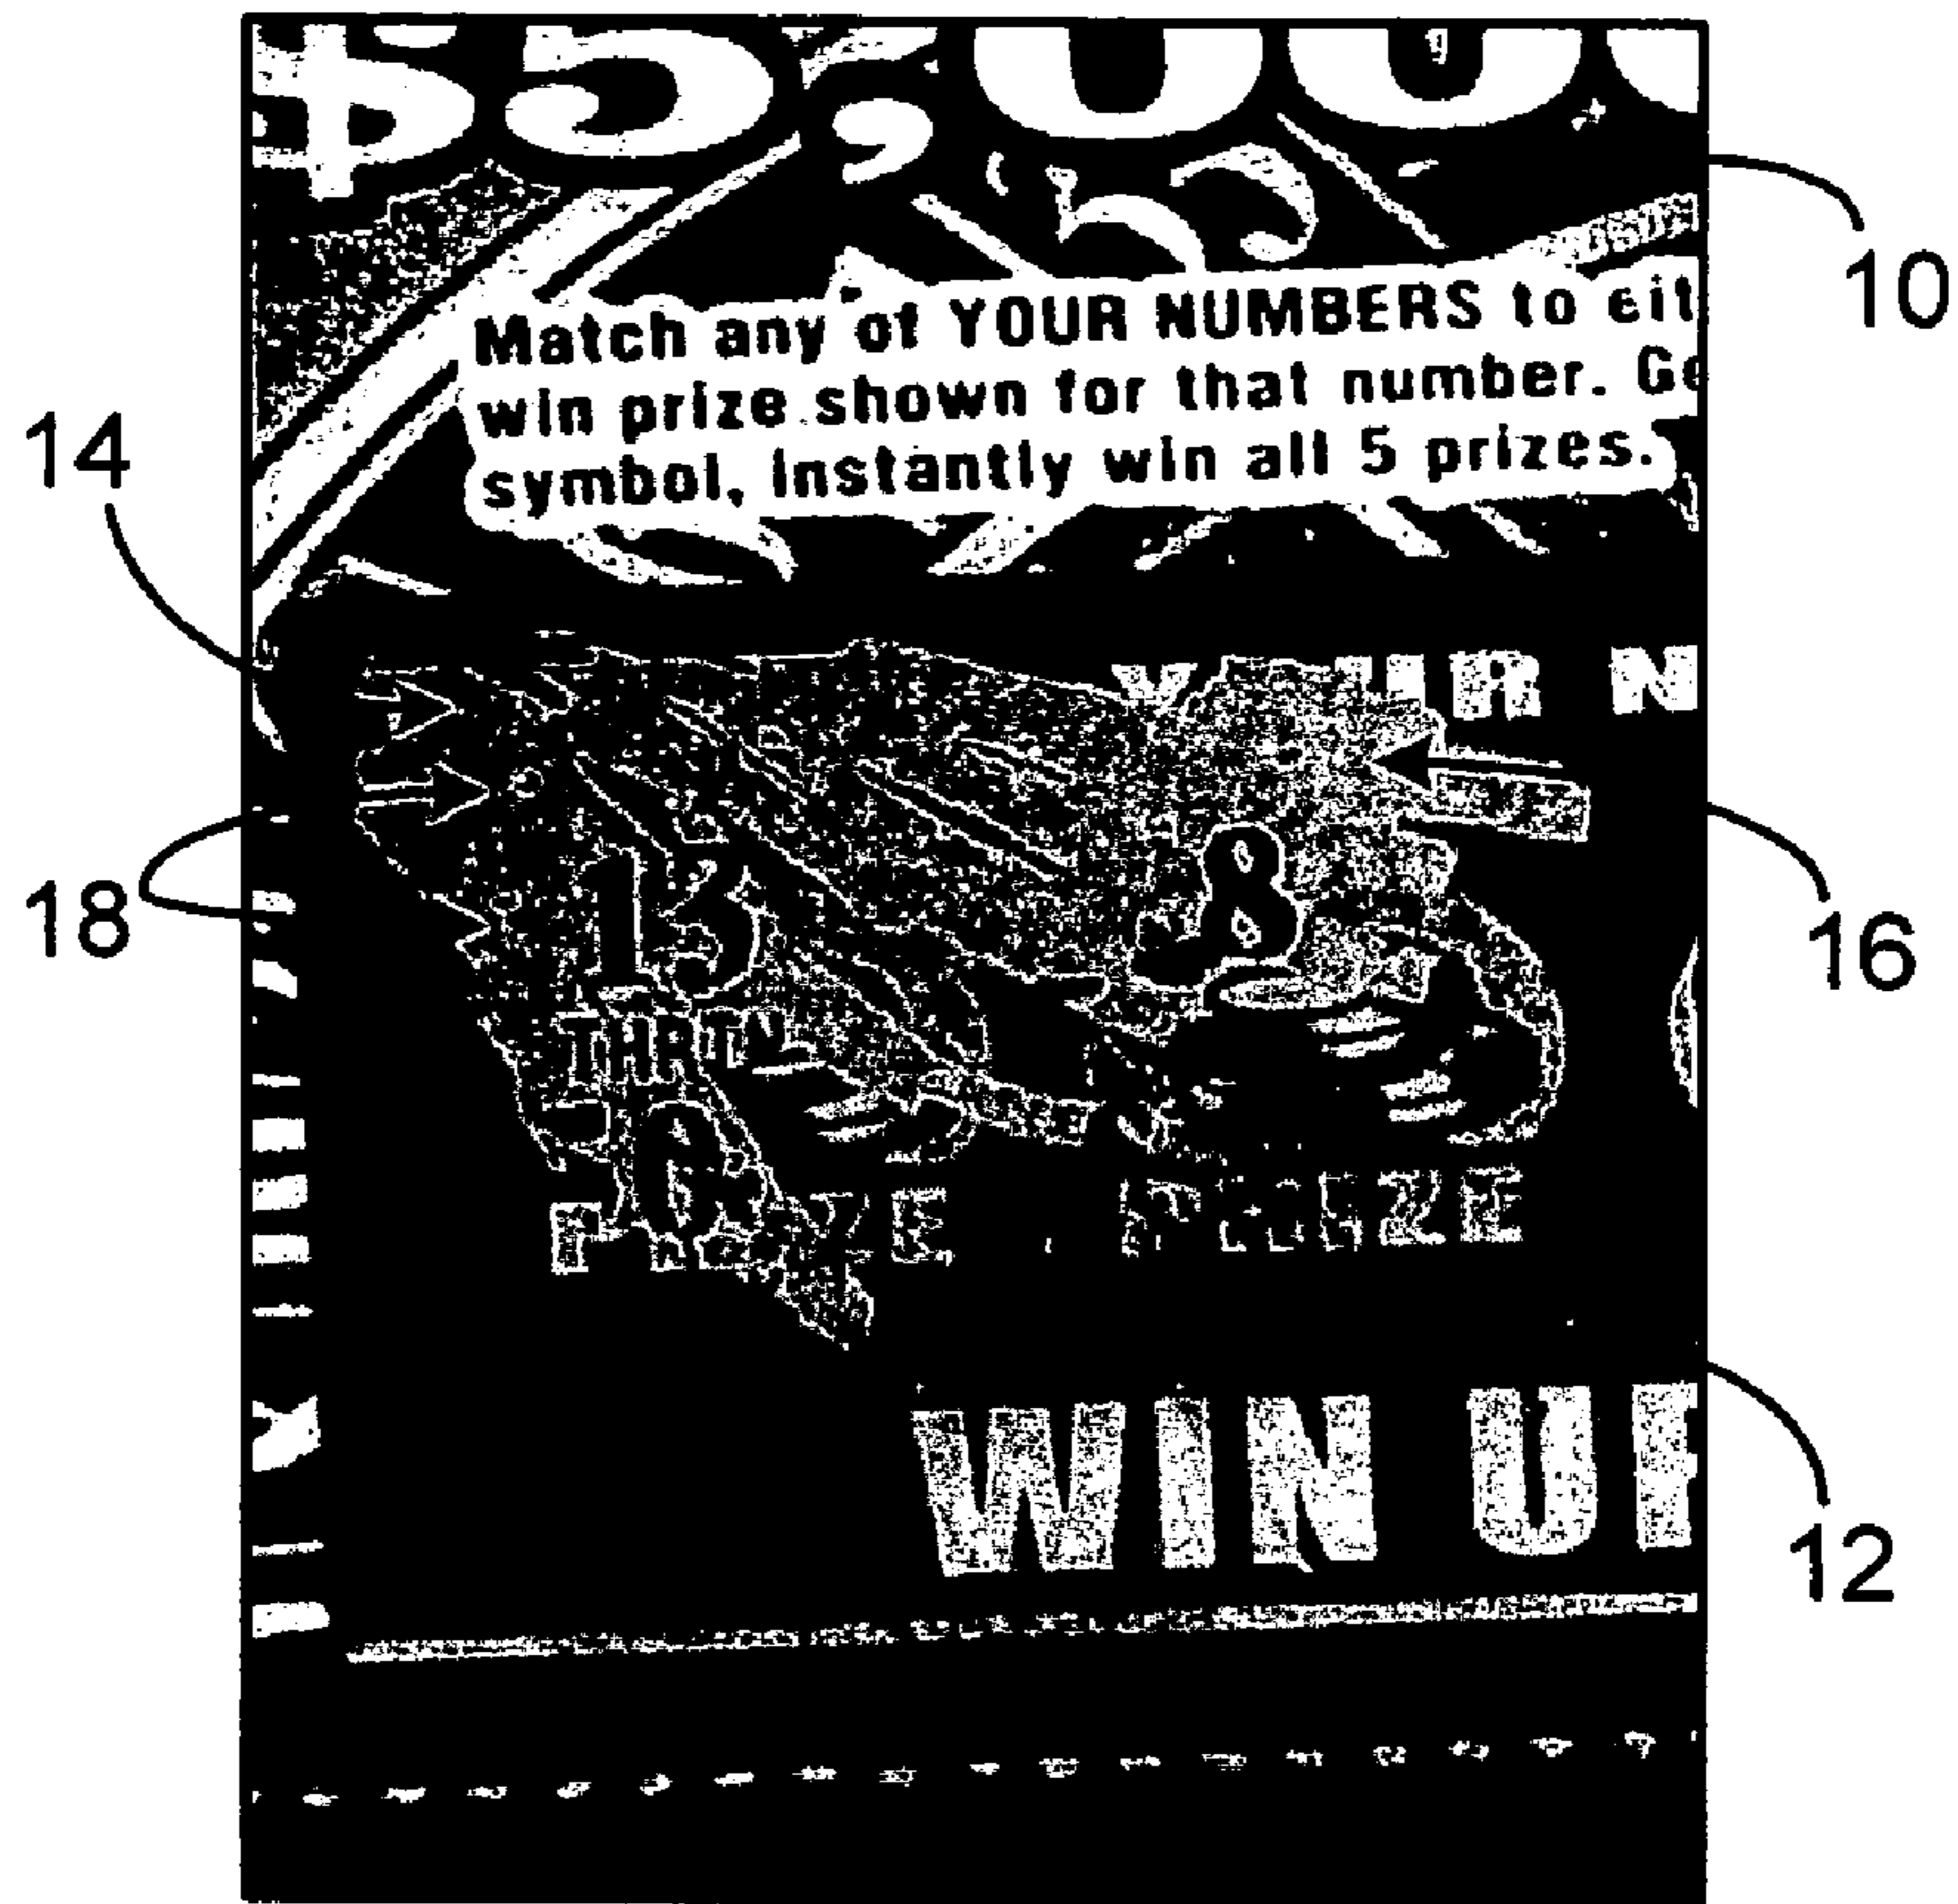 $5,00
10
Match any of YOUR NUMBERS to eit
win prize shown for that number. Ge
symbol, instantly win all 5 prizes.
14
R N
8
13
18
16
PRIZE
WIN U
12